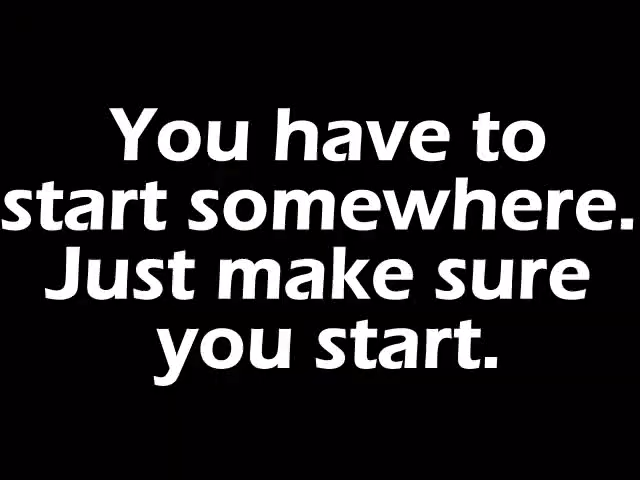 You have to
start somewhere.
Just make sure
you start.